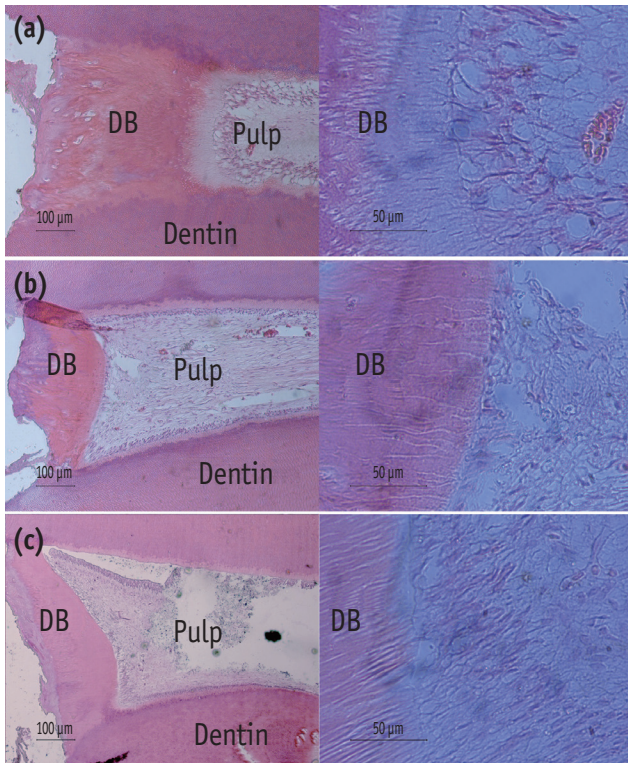 (a)
DB
Pulp
Dentin
100 µm
DB
50 µm
(b)
DB
Pulp
Dentin
100 µm
DB
50 µm
(c)
DB
Pulp
Dentin
100 µm
DB
50 µm